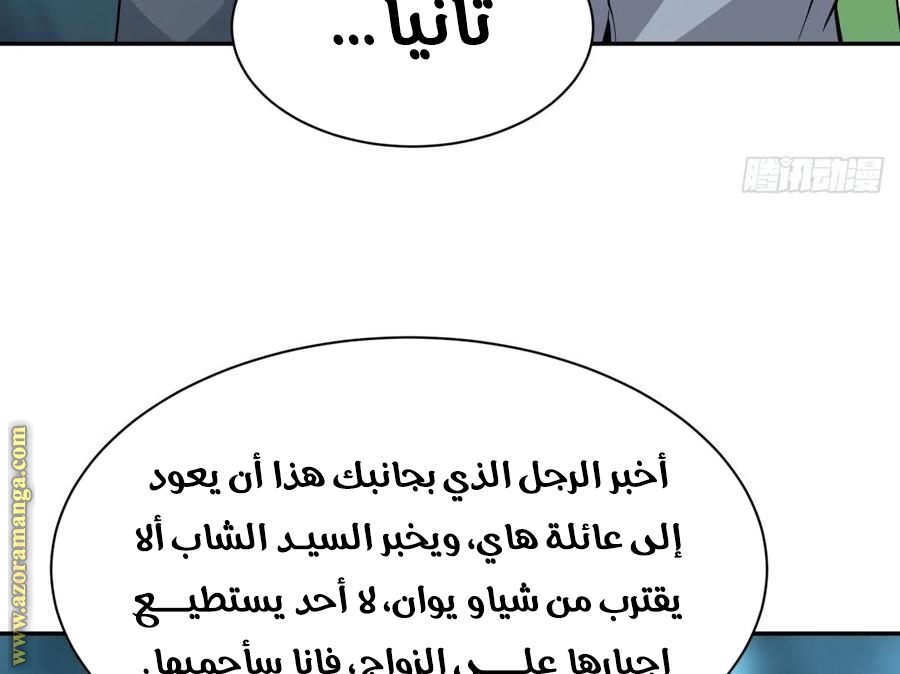 ثانياً ...
腾讯动漫
أخبر الرجل الذي بجانبك هذا أن يعود
إلى عائلة هاي، ويخبر السيـد الشاب ألا
يقترب من شياو يوان، لا أحد يستطيـــع
إجبارها علـــى الزواج، فانا سأحميها.
www.azoramanga.com